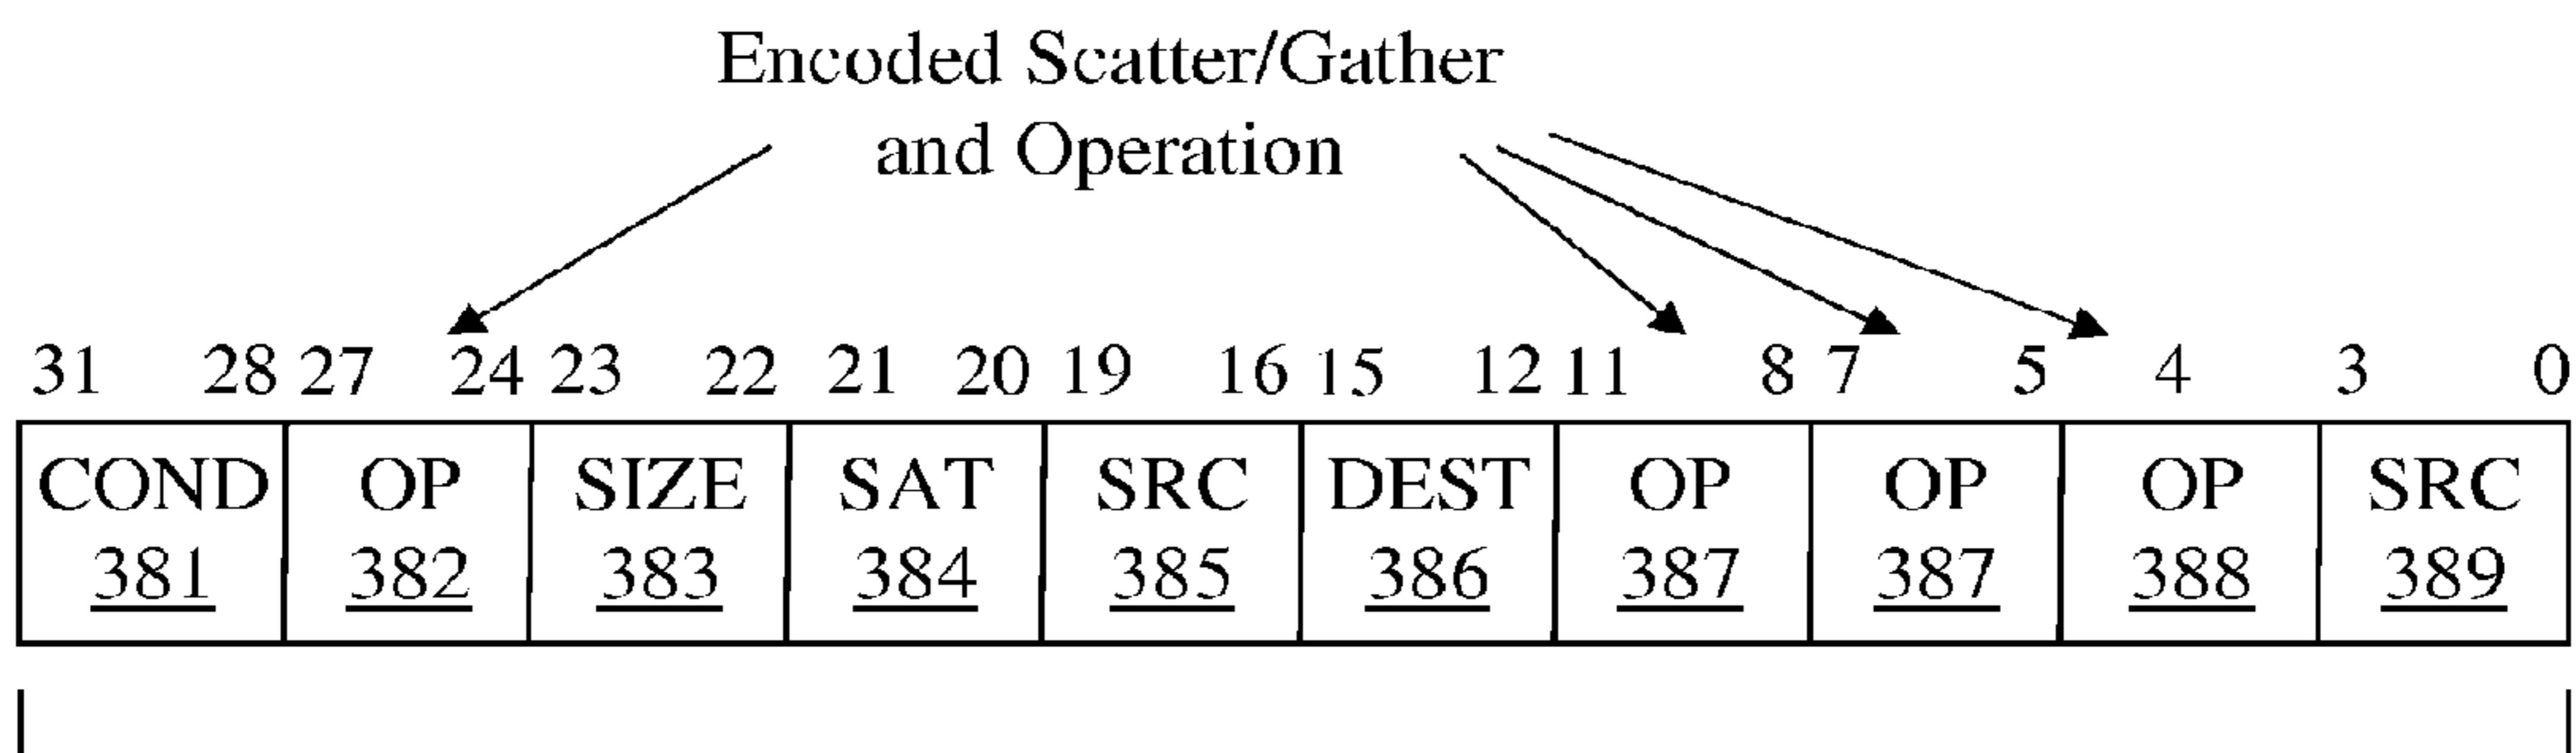 Encoded Scatter/Gather
and Operation
31 28 27 24 23 22 21 20 19 16 15 12 11 8 7 5 4 3 0
COND OP SIZE SAT SRC DEST OP OP OP SRC
381 382 383 384 385 386 387 387 388 389